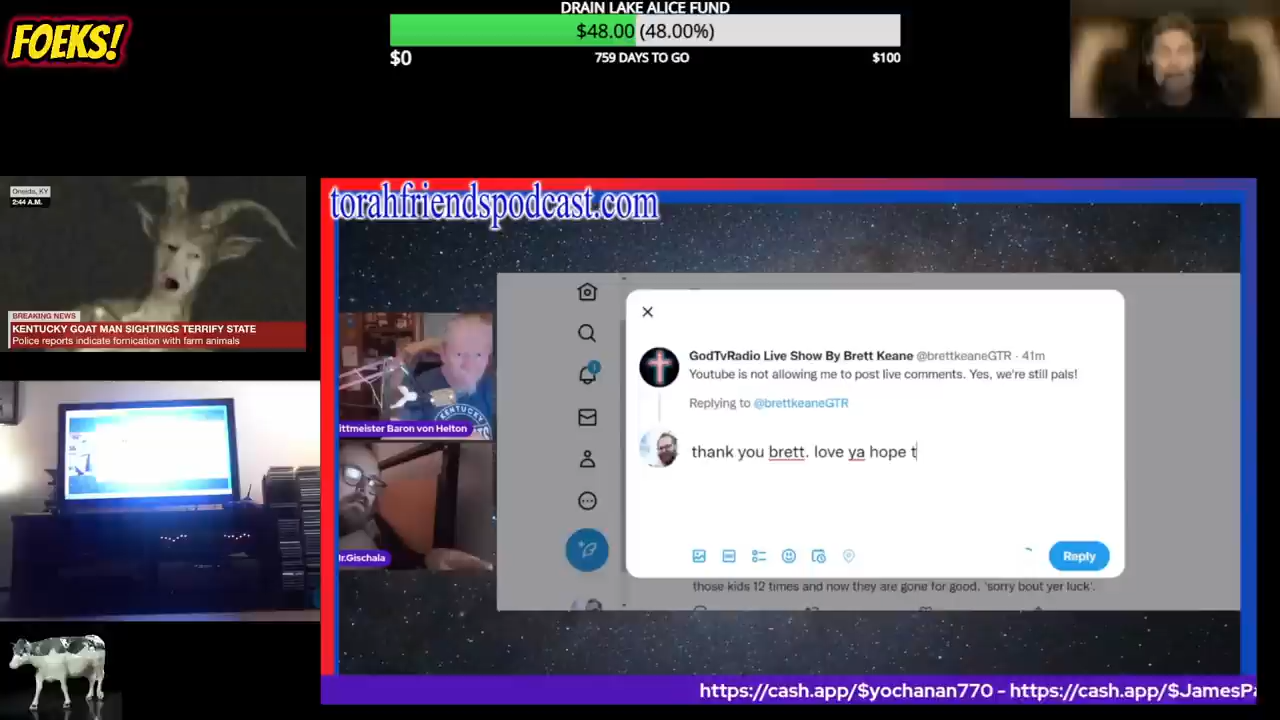 FOEKS!
DRAIN LAKE ALICE FUND
$48.00 (48.00%)
$0
759 DAYS TO GO
$100
Oneida, KY
2:44 A.M.
BREAKING NEWS
KENTUCKY GOAT MAN SIGHTINGS TERRIFY STATE
Police reports indicate fornication with farm animals
torahfriendspodcast.com
ittmeister Baron von Helton
KENTUCKY
r.Gischala
1
GodTvRadio Live Show By Brett Keane @brettkeaneGTR · 41m
Youtube is not allowing me to post live comments. Yes, we're still pals!
Replying to @brettkeaneGTR
thank you brett. love ya hope t
Reply
those kids 12 times and now they are gone for good. 'sorry bout yer luck'.
https://cash.app/$yochanan770 - https://cash.app/$JamesPa